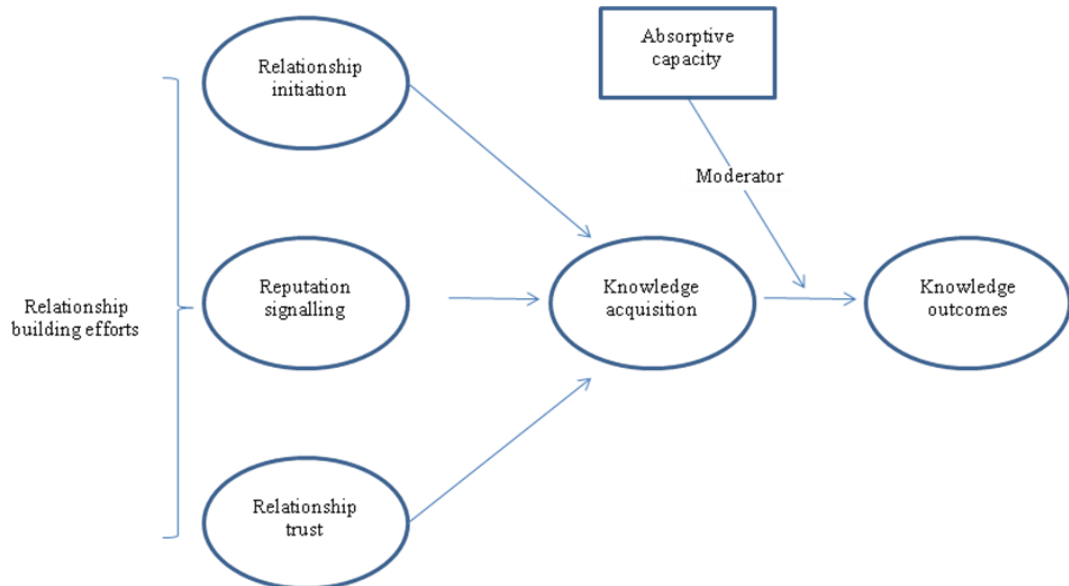 Relationship
initiation
Absorptive
capacity
Moderator
Relationship
building efforts
Reputation
signalling
Knowledge
acquisition
Knowledge
outcomes
Relationship
trust